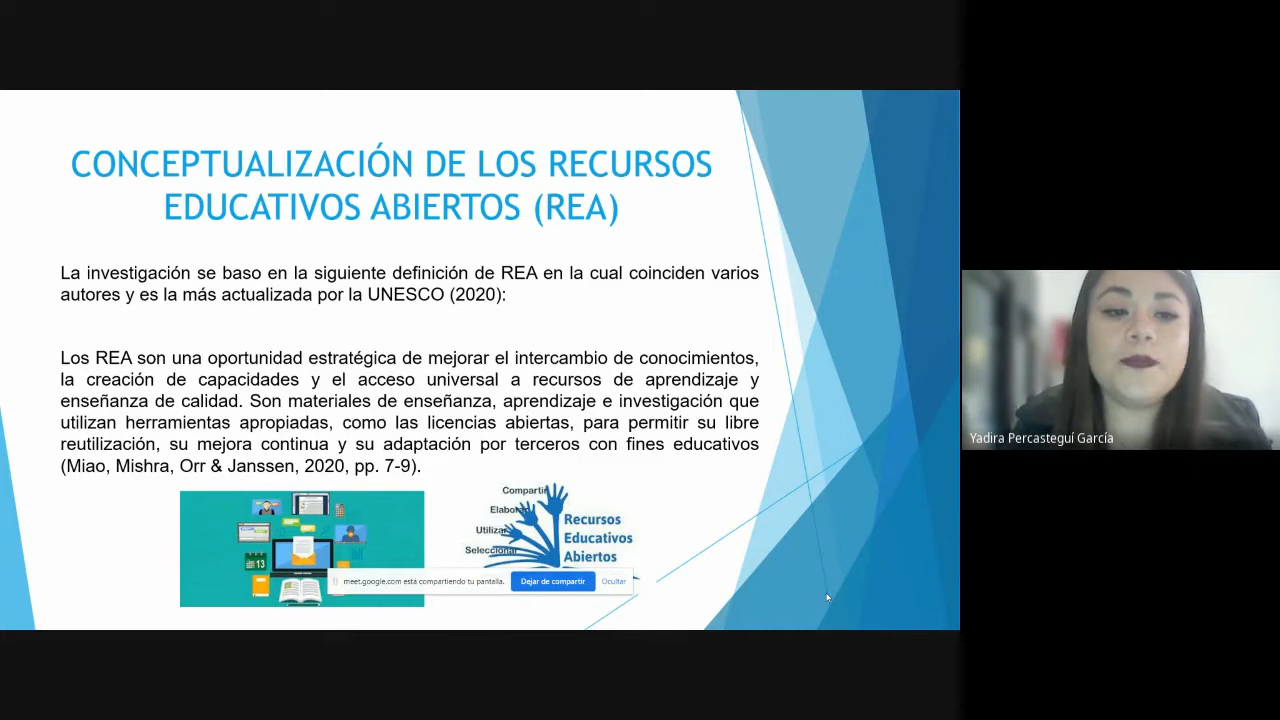 CONCEPTUALIZACIÓN DE LOS RECURSOS
EDUCATIVOS ABIERTOS (REA)
La investigación se baso en la siguiente definición de REA en la cual coinciden varios
autores y es la más actualizada por la UNESCO (2020):
Los REA son una oportunidad estratégica de mejorar el intercambio de conocimientos,
la creación de capacidades y el acceso universal a recursos de aprendizaje y
enseñanza de calidad. Son materiales de enseñanza, aprendizaje e investigación que
utilizan herramientas apropiadas, como las licencias abiertas, para permitir su libre
reutilización, su mejora continua y su adaptación por terceros con fines educativos
(Miao, Mishra, Orr & Janssen, 2020, pp. 7-9).
13
Compartir
Elaborar
Utilizar
Seleccionar
Recursos
Educativos
Abiertos
meet.google.com está compartiendo tu pantalla.
Dejar de compartir
Ocultar
Yadira Percasteguí García